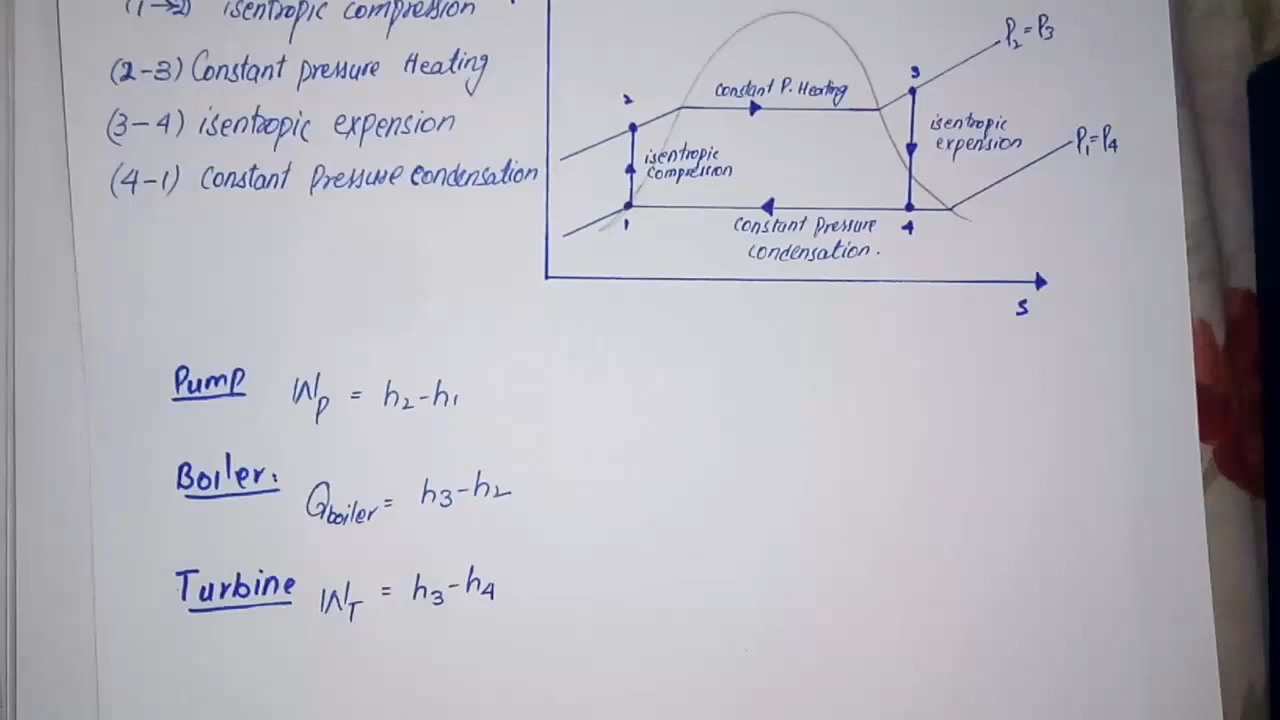 (1→2) isentropic compression
(2-3) Constant pressure Heating
(3-4) isentropic expension
(4-1) Constant Pressure condensation
P2=P3
3
Constant P. Heating
2
isentropic
expension
P1=P4
isentropic
compression
1
Constant Pressure
condensation.
4
S
Pump Wp = h2-h1
Boiler: Qboiler = h3-h2
Turbine WT = h3-h4